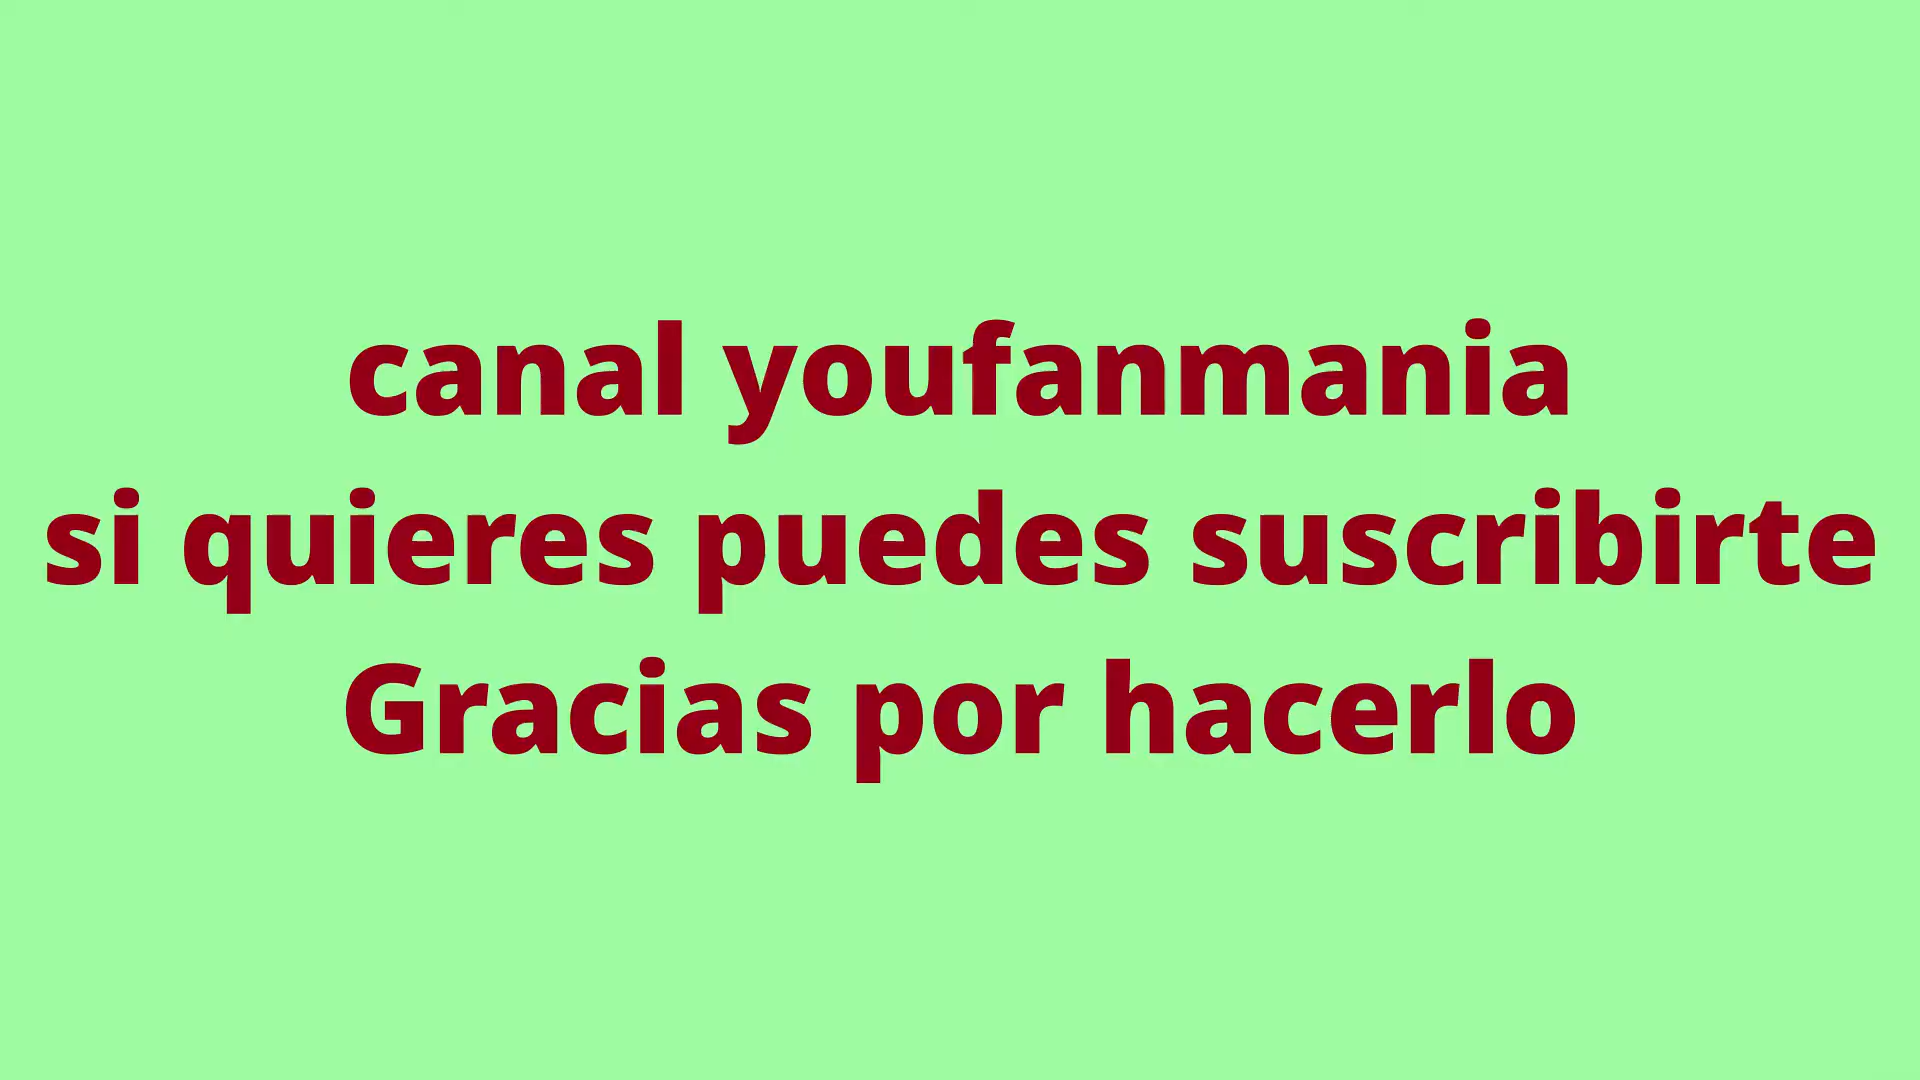 canal youfanmania
si quieres puedes suscribirte
Gracias por hacerlo